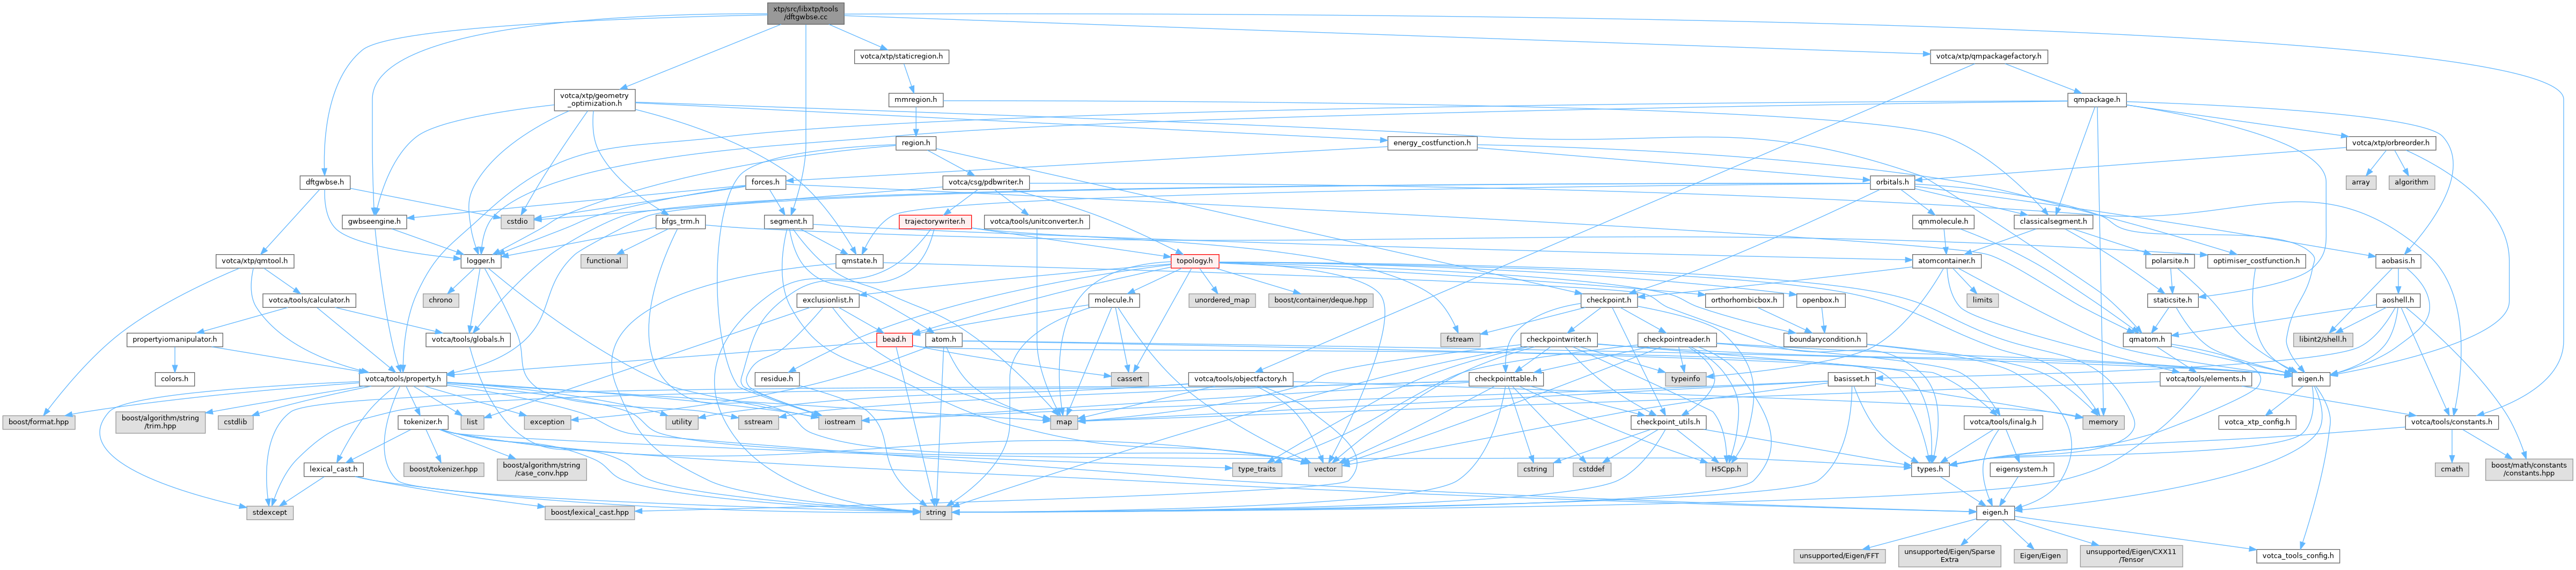 xtp/src/libxtp/tools
/dftgwbse.cc
votca/xtp/staticregion.h
votca/xtp/qmpackagefactory.h
votca/xtp/geometry
_optimization.h
mmregion.h
qmpackage.h
region.h
energy_costfunction.h
votca/xtp/orbreorder.h
dftgwbse.h
forces.h
votca/csg/pdbwriter.h
orbitals.h
array
algorithm
gwbseengine.h
cstdio
bfgs_trm.h
segment.h
trajectorywriter.h
votca/tools/unitconverter.h
qmmolecule.h
classicalsegment.h
votca/xtp/qmtool.h
logger.h
functional
qmstate.h
topology.h
atomcontainer.h
polarsite.h
optimiser_costfunction.h
aobasis.h
chrono
votca/tools/calculator.h
exclusionlist.h
molecule.h
unordered_map
boost/container/deque.hpp
orthorhombicbox.h
openbox.h
checkpoint.h
limits
staticsite.h
aoshell.h
propertyiomanipulator.h
votca/tools/globals.h
bead.h
atom.h
fstream
checkpointwriter.h
checkpointreader.h
boundarycondition.h
qmatom.h
libint2/shell.h
colors.h
votca/tools/property.h
residue.h
cassert
votca/tools/objectfactory.h
checkpointtable.h
typeinfo
basisset.h
votca/tools/elements.h
eigen.h
boost/format.hpp
boost/algorithm/string
/trim.hpp
cstdlib
tokenizer.h
list
exception
utility
sstream
iostream
map
checkpoint_utils.h
memory
votca/tools/linalg.h
votca_xtp_config.h
votca/tools/constants.h
lexical_cast.h
boost/tokenizer.hpp
boost/algorithm/string
/case_conv.hpp
type_traits
vector
cstring
cstddef
H5Cpp.h
types.h
eigensystem.h
cmath
boost/math/constants
/constants.hpp
stdexcept
boost/lexical_cast.hpp
string
eigen.h
unsupported/Eigen/FFT
unsupported/Eigen/Sparse
Extra
Eigen/Eigen
unsupported/Eigen/CXX11
/Tensor
votca_tools_config.h